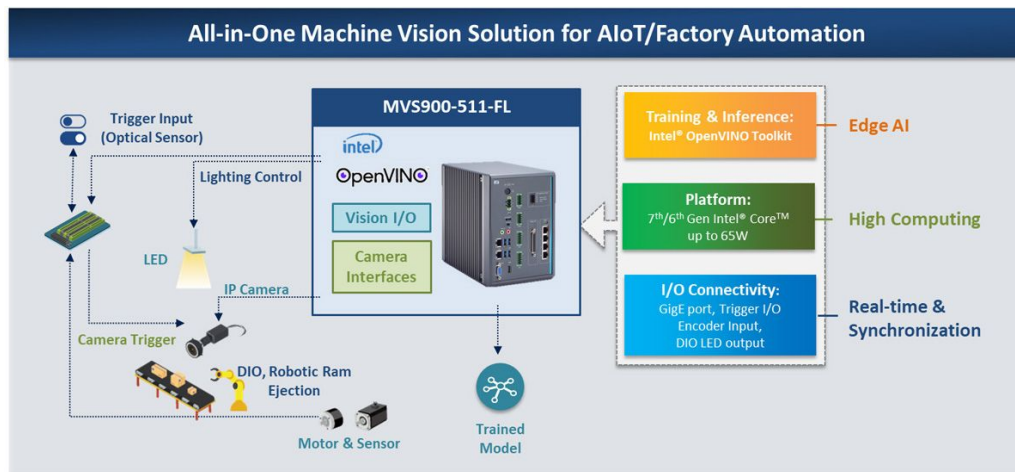 All-in-One Machine Vision Solution for AIoT/Factory Automation
Trigger Input
(Optical Sensor)
Lighting Control
LED
IP Camera
Camera Trigger
DIO, Robotic Ram
Ejection
Motor & Sensor
MVS900-511-FL
intel
OpenVINO
Vision I/O
Camera
Interfaces
Trained
Model
Training & Inference:
Intel® OpenVINO Toolkit
Edge AI
Platform:
7th/6th Gen Intel® Core™
up to 65W
High Computing
I/O Connectivity:
GigE port, Trigger I/O
Encoder Input,
DIO LED output
Real-time &
Synchronization